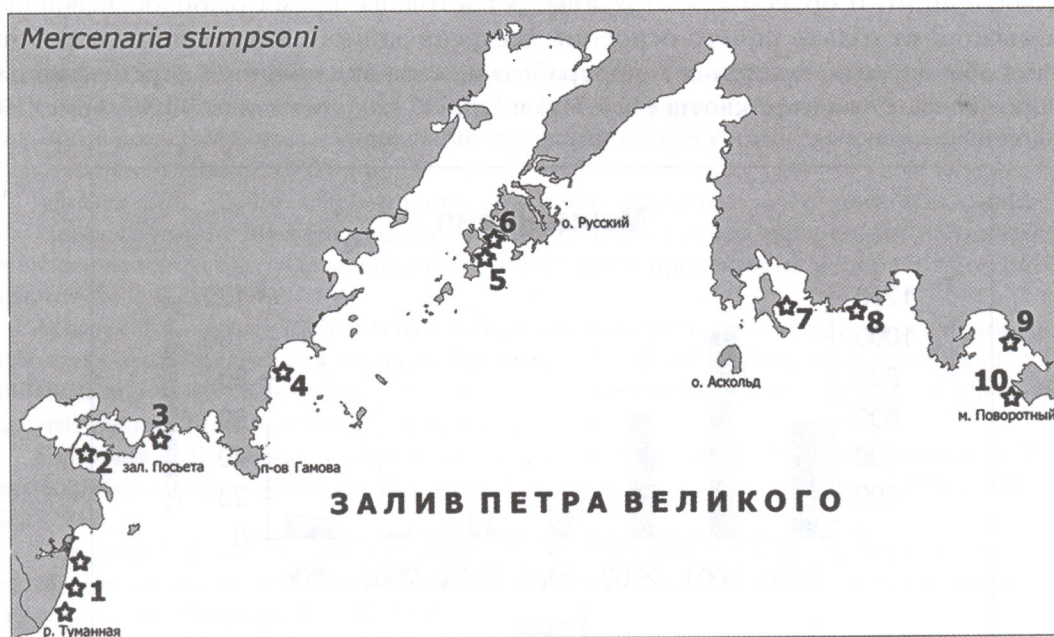 Mercenaria stimpsoni
6
о. Русский
5
7
8
9
4
о. Аскольд
10
м. Поворотный
3
2
зал. Посьета
п-ов Гамова
ЗАЛИВ ПЕТРА ВЕЛИКОГО
1
р. Туманная